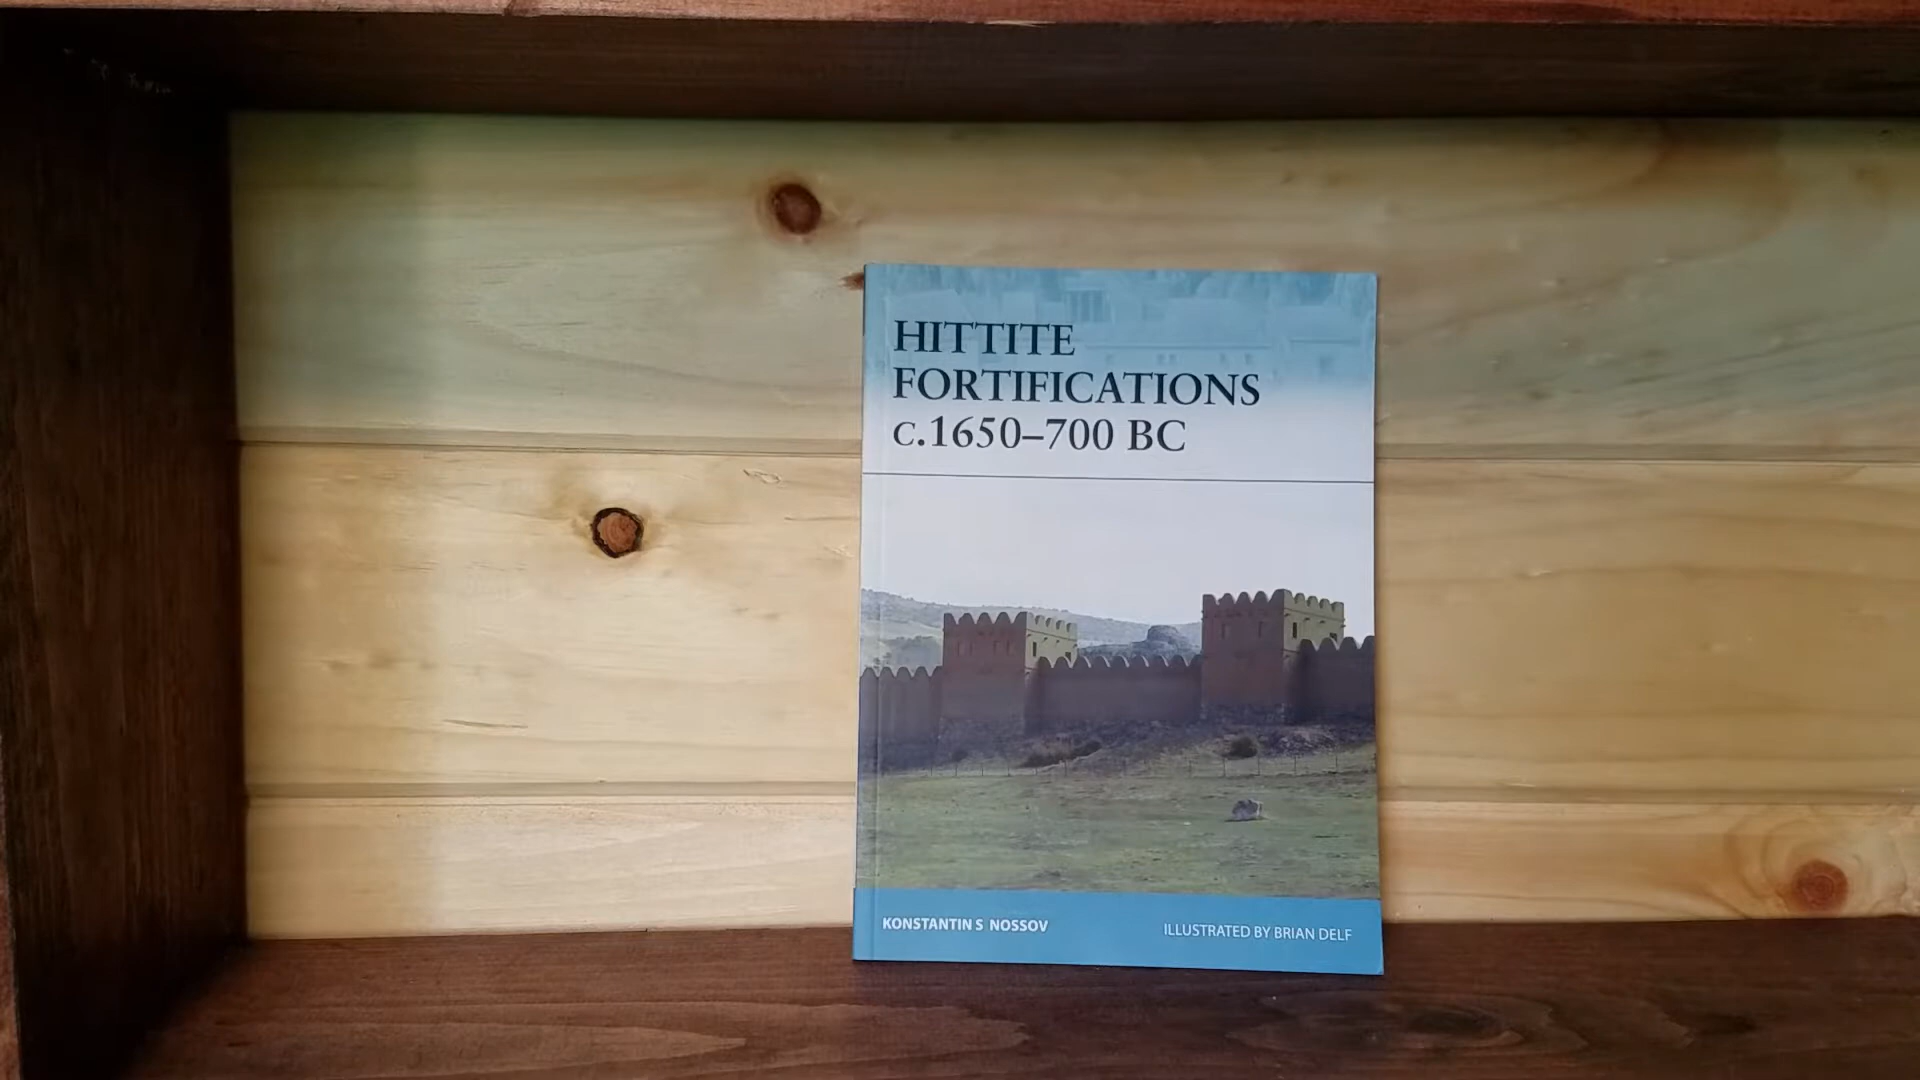 HITTITE
FORTIFICATIONS
C.1650–700 BC
KONSTANTIN S NOSSOV
ILLUSTRATED BY BRIAN DELF